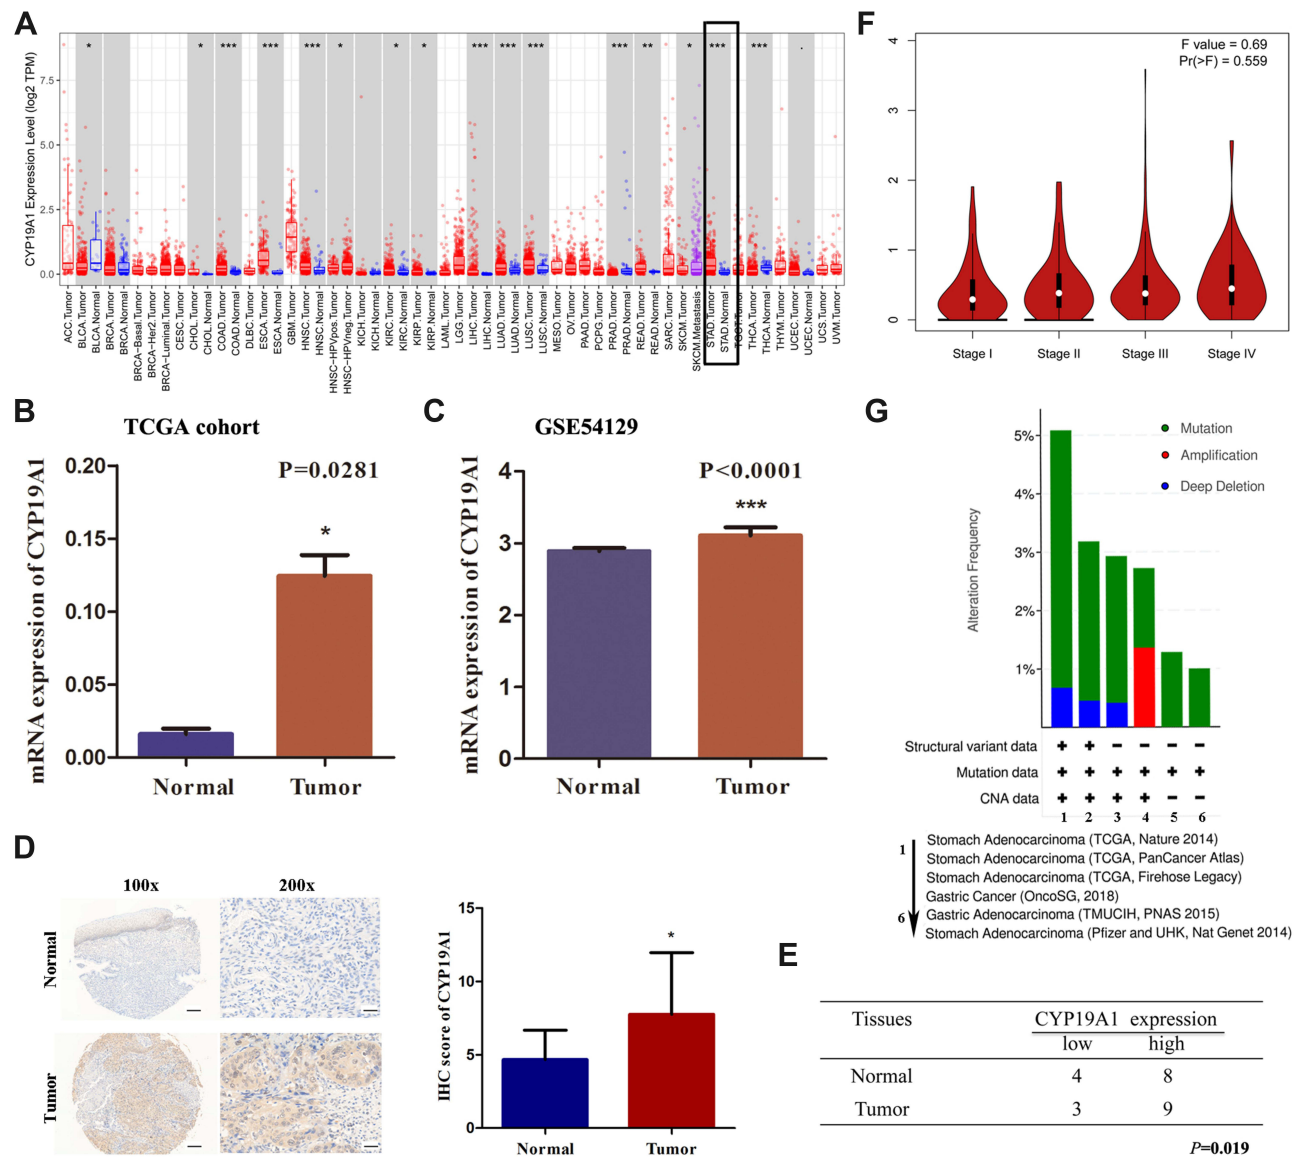 A
CYP19A1 Expression Level (log2 TPM)
7.5
5.0
2.5
0.0
* * *** *** *** * * * *** *** *** *** ** * *** *** .
ACC.Tumor
BLCA.Tumor
BLCA.Normal
BRCA.Tumor
BRCA.Normal
BRCA-Basal.Tumor
BRCA-Her2.Tumor
BRCA-Luminal.Tumor
CESC.Tumor
CHOL.Tumor
CHOL.Normal
COAD.Tumor
COAD.Normal
DLBC.Tumor
ESCA.Tumor
ESCA.Normal
GBM.Tumor
HNSC.Tumor
HNSC.Normal
HNSC-HPVpos.Tumor
HNSC-HPVneg.Tumor
KICH.Tumor
KICH.Normal
KIRC.Tumor
KIRC.Normal
KIRP.Tumor
KIRP.Normal
LAML.Tumor
LGG.Tumor
LIHC.Tumor
LIHC.Normal
LUAD.Tumor
LUAD.Normal
LUSC.Tumor
LUSC.Normal
MESO.Tumor
OV.Tumor
PAAD.Tumor
PCPG.Tumor
PRAD.Tumor
PRAD.Normal
READ.Tumor
READ.Normal
SARC.Tumor
SKCM.Tumor
SKCM.Metastasis
STAD.Tumor
STAD.Normal
TGCT.Tumor
THCA.Tumor
THCA.Normal
THYM.Tumor
UCEC.Tumor
UCEC.Normal
UCS.Tumor
UVM.Tumor
F
F value = 0.69
Pr(>F) = 0.559
4
3
2
1
0
Stage I Stage II Stage III Stage IV
B
TCGA cohort
mRNA expression of CYP19A1
P=0.0281
*
0.20
0.15
0.10
0.05
0.00
Normal Tumor
C
GSE54129
mRNA expression of CYP19A1
P<0.0001
***
4
3
2
1
0
Normal Tumor
G
Alteration Frequency
5%
4%
3%
2%
1%
Mutation
Amplification
Deep Deletion
Structural variant data + + − − − −
Mutation data + + + + + +
CNA data + + + + − −
1 2 3 4 5 6
1
6
Stomach Adenocarcinoma (TCGA, Nature 2014)
Stomach Adenocarcinoma (TCGA, PanCancer Atlas)
Stomach Adenocarcinoma (TCGA, Firehose Legacy)
Gastric Cancer (OncoSG, 2018)
Gastric Adenocarcinoma (TMUCIH, PNAS 2015)
Stomach Adenocarcinoma (Pfizer and UHK, Nat Genet 2014)
D
100x 200x
Normal
Tumor
IHC score of CYP19A1
15
10
5
0
*
Normal Tumor
E
Tissues CYP19A1 expression
low high
Normal 4 8
Tumor 3 9
P=0.019